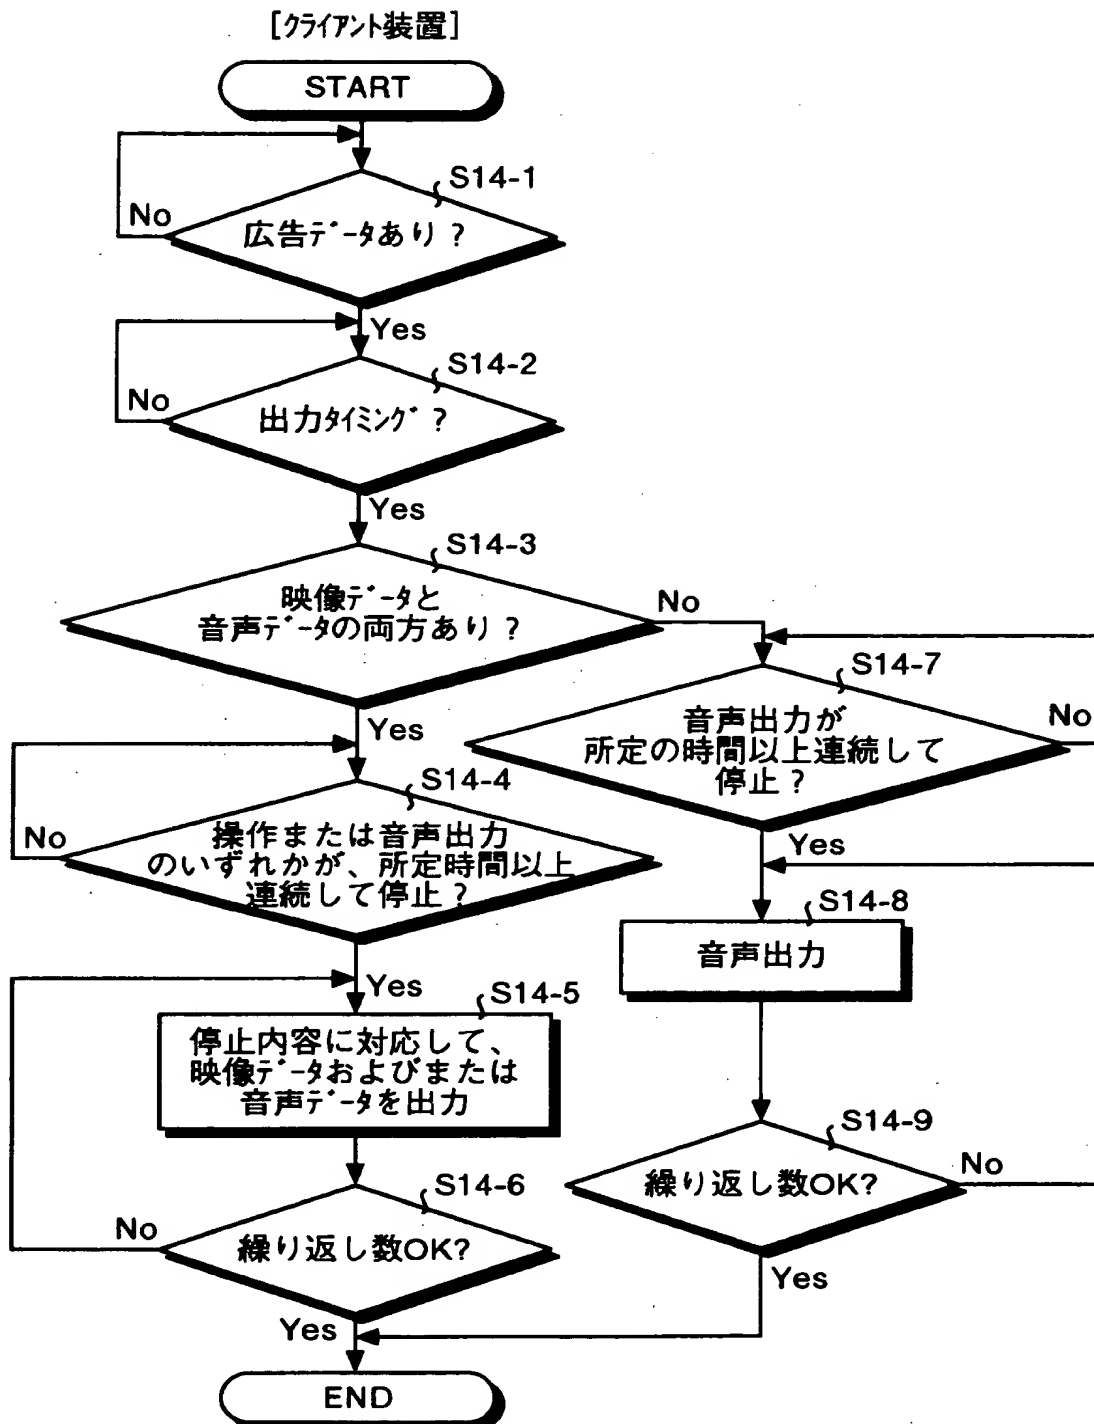 [クライアント装置]
START
S14-1
No
広告データあり？
Yes
S14-2
No
出力タイミング？
Yes
S14-3
映像データと
音声データの両方あり？
No
S14-7
音声出力が
所定の時間以上連続して
停止？
No
Yes
Yes
S14-4
No
操作または音声出力
のいずれかが、所定時間以上
連続して停止？
S14-8
音声出力
Yes
S14-5
停止内容に対応して、
映像データおよびまたは
音声データを出力
S14-9
繰り返し数OK?
No
S14-6
No
繰り返し数OK?
Yes
Yes
END